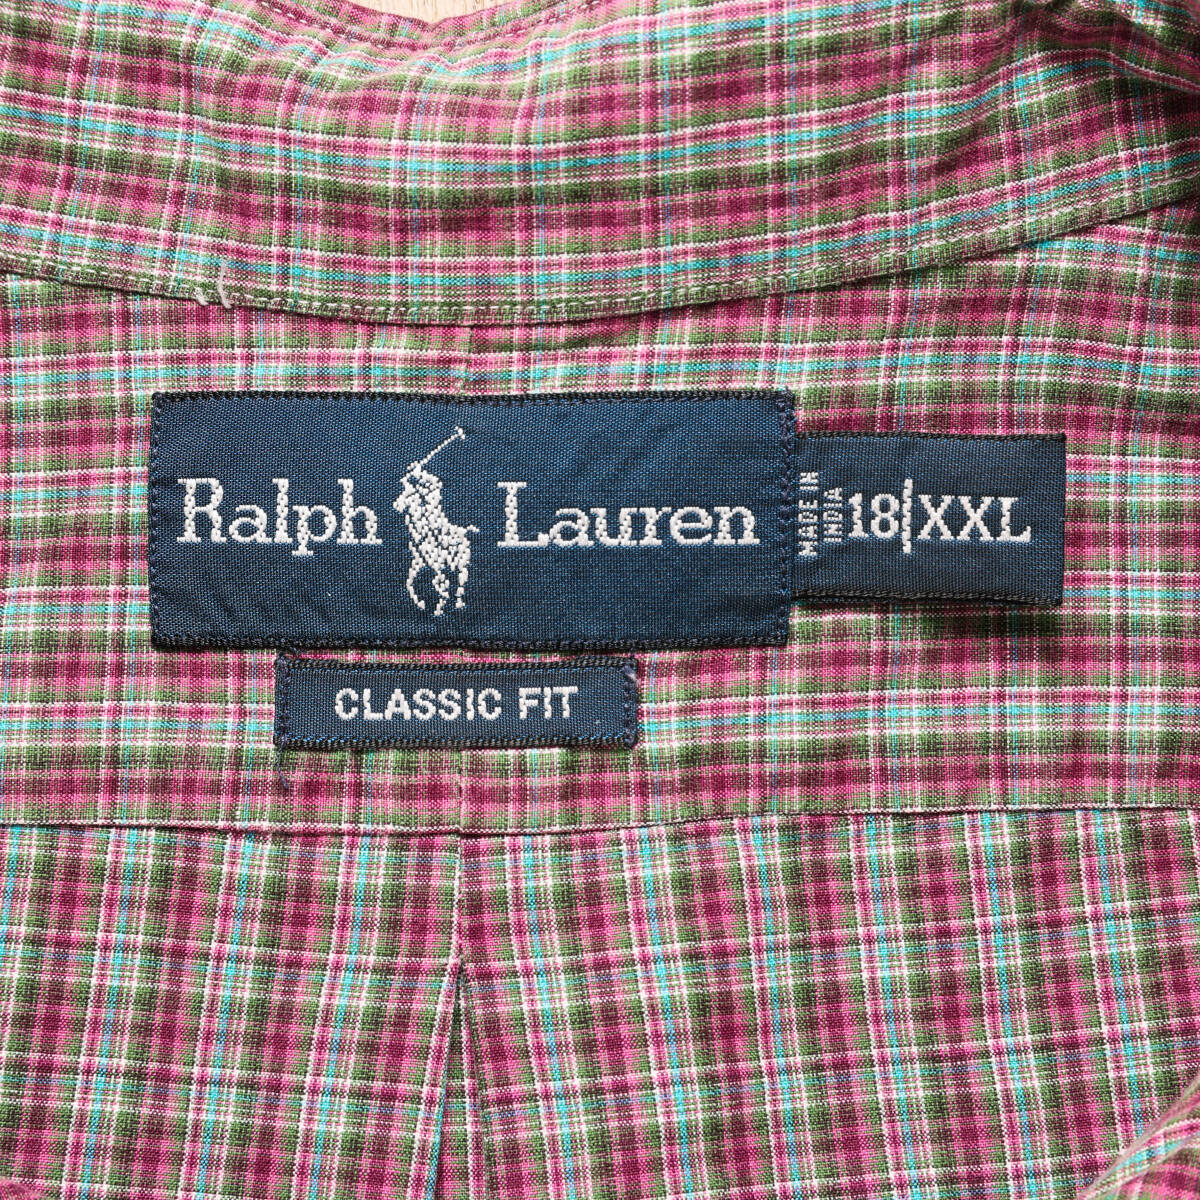 Ralph Lauren
MADE IN
INDIA
18|XXL
CLASSIC FIT